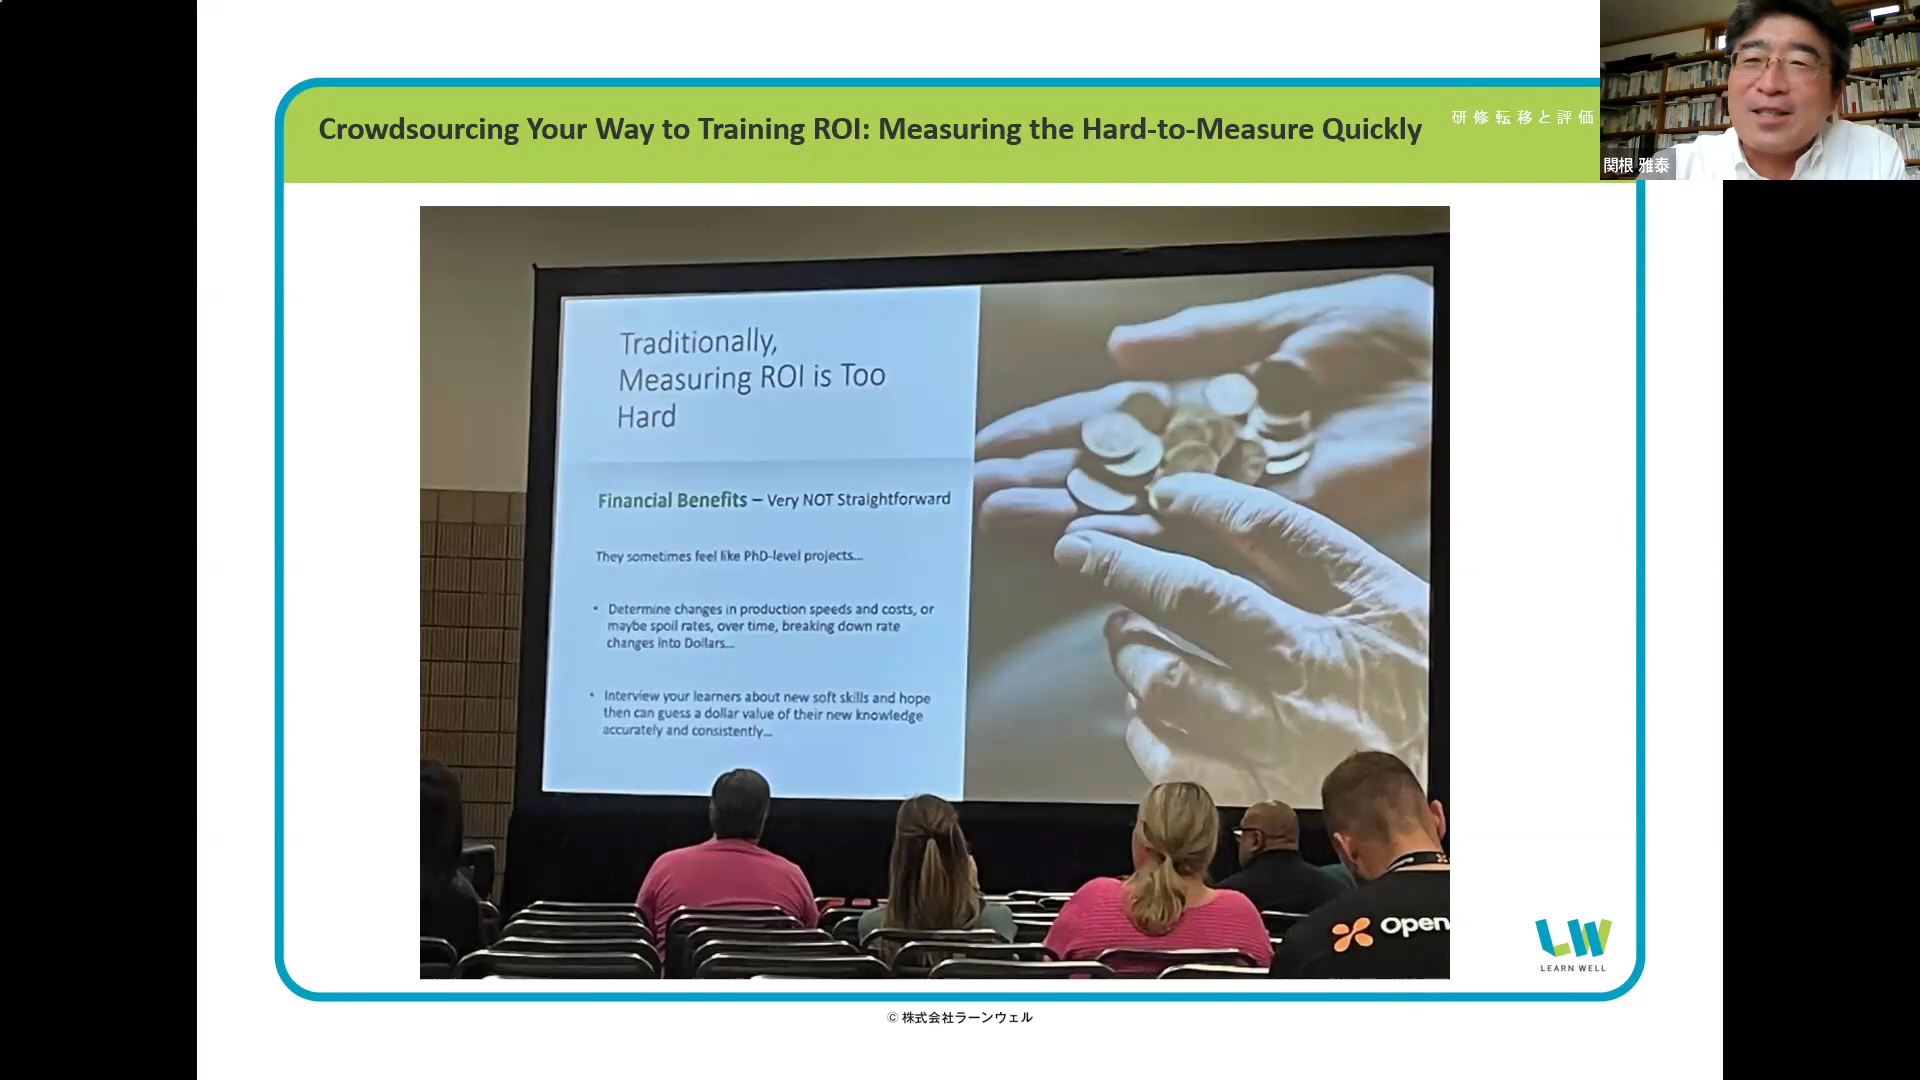 Crowdsourcing Your Way to Training ROI: Measuring the Hard-to-Measure Quickly
研修転移と評価
関根 雅泰
Traditionally,
Measuring ROI is Too
Hard
Financial Benefits – Very NOT Straightforward
They sometimes feel like PhD-level projects...
• Determine changes in production speeds and costs, or
maybe spoil rates, over time, breaking down rate
changes into Dollars...
• Interview your learners about new soft skills and hope
then can guess a dollar value of their new knowledge
accurately and consistently...
Open
LEARN WELL
© 株式会社ラーンウェル